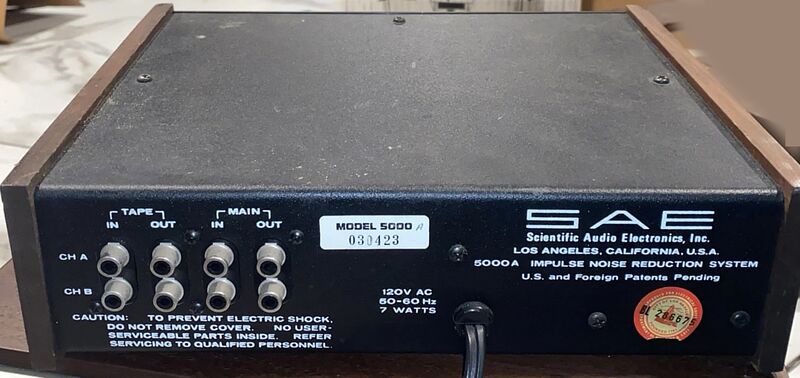 TAPE MAIN
IN OUT IN OUT
CH A
CH B
CAUTION: TO PREVENT ELECTRIC SHOCK,
DO NOT REMOVE COVER. NO USER-
SERVICEABLE PARTS INSIDE. REFER
SERVICING TO QUALIFIED PERSONNEL.
MODEL 5000 A
030423
120V AC
50-60 Hz
7 WATTS
SAE
Scientific Audio Electronics, Inc.
LOS ANGELES, CALIFORNIA, U.S.A.
5000A IMPULSE NOISE REDUCTION SYSTEM
U.S. and Foreign Patents Pending
BL 286675